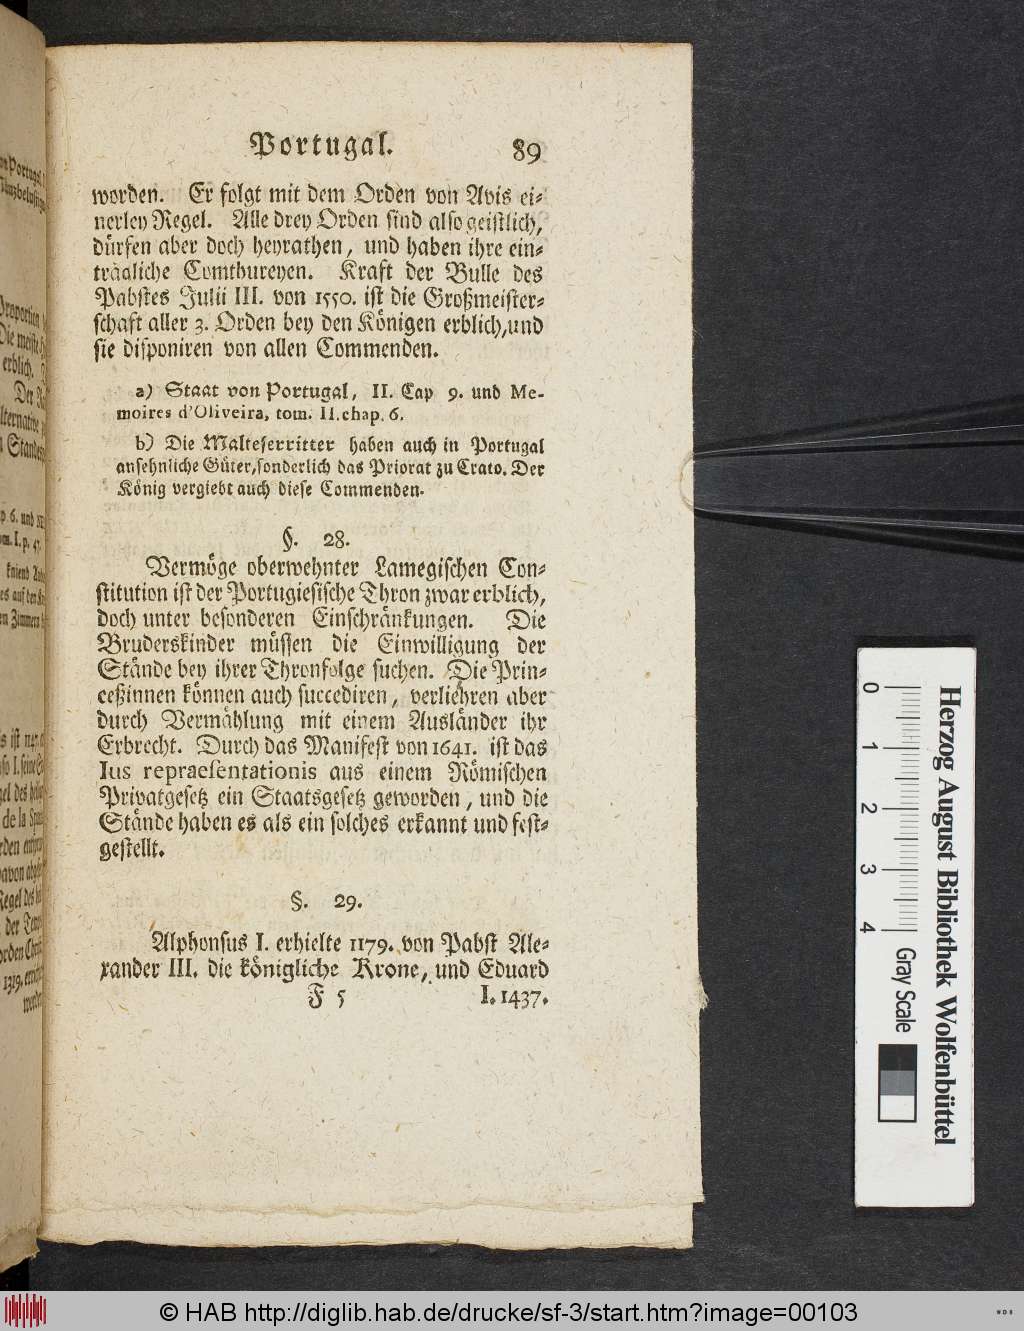 Portugal. 89
worden. Er folgt mit dem Orden von Avis ei-
nerley Regel. Alle drey Orden sind also geistlich,
dürfen aber doch heyrathen, und haben ihre ein-
trägliche Comthureyen. Kraft der Bulle des
Pabstes Julii III. von 1550. ist die Großmeister-
schaft aller 3. Orden bey den Königen erblich, und
sie disponiren von allen Commenden.
a) Staat von Portugal, II. Cap 9. und Me-
moires d'Oliveira, tom. II. chap. 6.
b) Die Malteserritter haben auch in Portugal
ansehnliche Güter, sonderlich das Priorat zu Crato. Der
König vergiebt auch diese Commenden.
§. 28.
Vermöge oberwehnter Lamegischen Con-
stitution ist der Portugiesische Thron zwar erblich,
doch unter besonderen Einschränkungen. Die
Bruderskinder müssen die Einwilligung der
Stände bey ihrer Thronfolge suchen. Die Prin-
ceßinnen können auch succediren, verliehren aber
durch Vermählung mit einem Ausländer ihr
Erbrecht. Durch das Manifest von 1641. ist das
Ius repraesentationis aus einem Römischen
Privatgesetz ein Staatsgesetz geworden, und die
Stände haben es als ein solches erkannt und fest-
gestellt.
§. 29.
Alphonsus I. erhielte 1179. von Pabst Ale-
xander III. die königliche Krone, und Eduard
F 5 I. 1437.
Herzog August Bibliothek Wolfenbüttel
0 1 2 3 4 Gray Scale
© HAB http://diglib.hab.de/drucke/sf-3/start.htm?image=00103